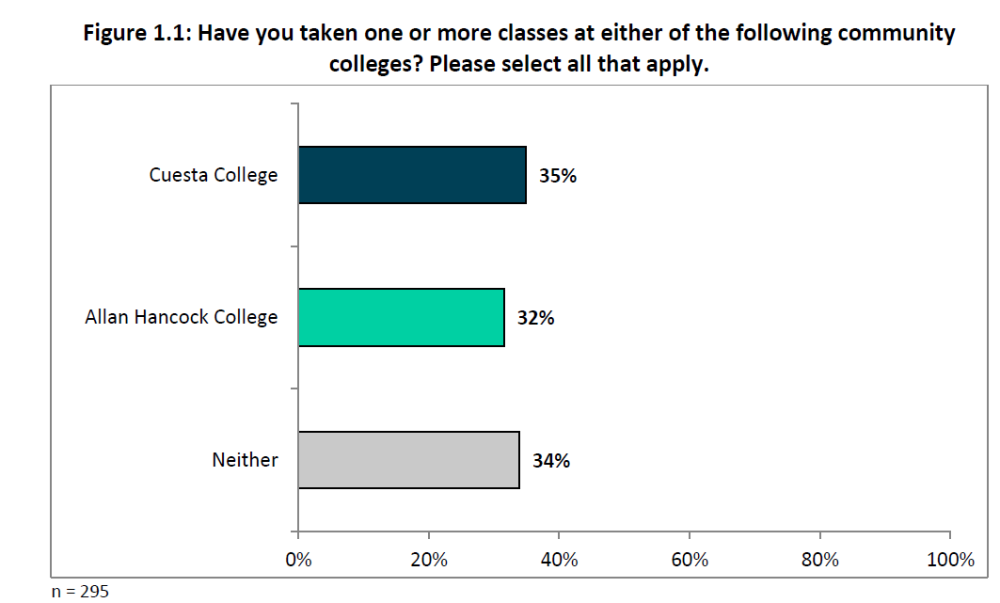 Figure 1.1: Have you taken one or more classes at either of the following community
colleges? Please select all that apply.
Cuesta College
35%
Allan Hancock College
32%
Neither
34%
0%
20%
40%
60%
80%
100%
n = 295